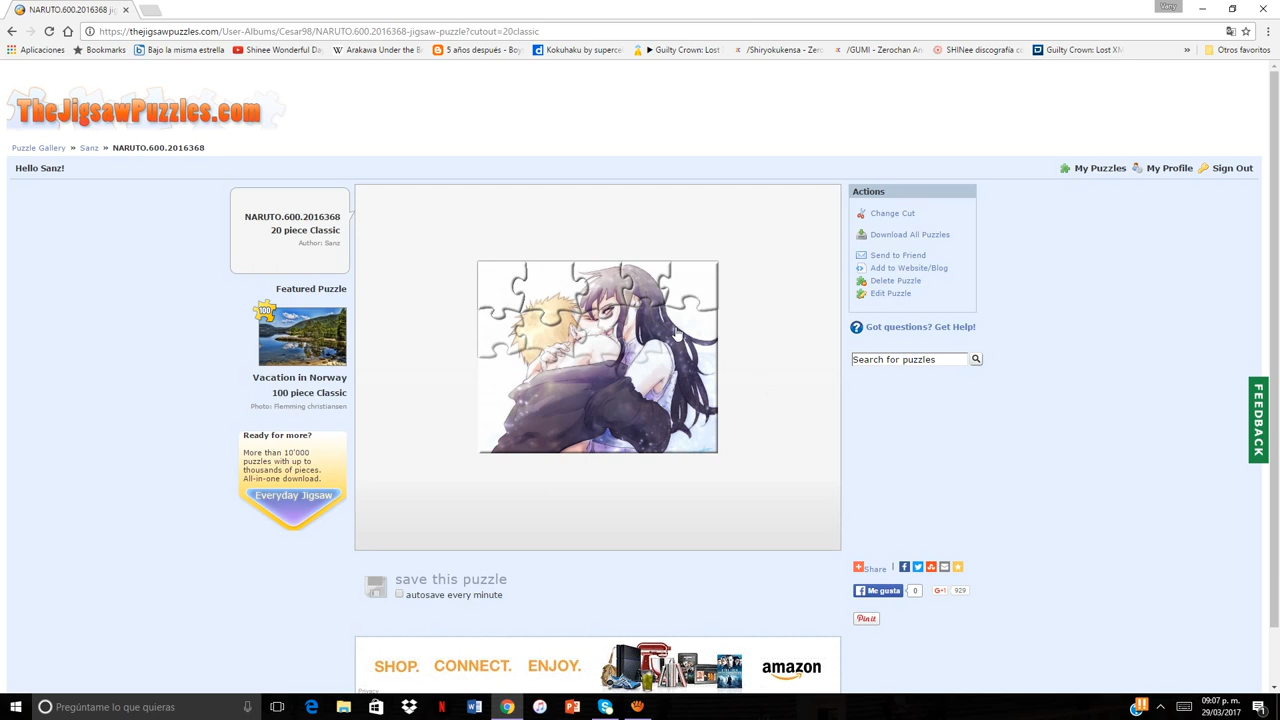 NARUTO.600.2016368 jig
Vany
https://thejigsawpuzzles.com/User-Albums/Cesar98/NARUTO.600.2016368-jigsaw-puzzle?cutout=20classic
Aplicaciones
Bookmarks
Bajo la misma estrella
Shinee Wonderful Da
Arakawa Under the B
5 años después - Boy
Kokuhaku by superce
Guilty Crown: Lost
/Shiryokukensa - Zero
/GUMI - Zerochan An
SHINee discografía co
Guilty Crown: Lost XM
»
Otros favoritos
TheJigsawPuzzles.com
Puzzle Gallery » Sanz » NARUTO.600.2016368
Hello Sanz!
My Puzzles
My Profile
Sign Out
NARUTO.600.2016368
20 piece Classic
Author: Sanz
Featured Puzzle
100
Vacation in Norway
100 piece Classic
Photo: Flemming christiansen
Ready for more?
More than 10'000
puzzles with up to
thousands of pieces.
All-in-one download.
Everyday Jigsaw
Actions
Change Cut
Download All Puzzles
Send to Friend
Add to Website/Blog
Delete Puzzle
Edit Puzzle
Got questions? Get Help!
Search for puzzles
FEEDBACK
save this puzzle
autosave every minute
Share
Me gusta 0
G+1 929
Pin it
SHOP. CONNECT. ENJOY.
amazon
Privacy
Pregúntame lo que quieras
09:07 p. m.
29/03/2017
1